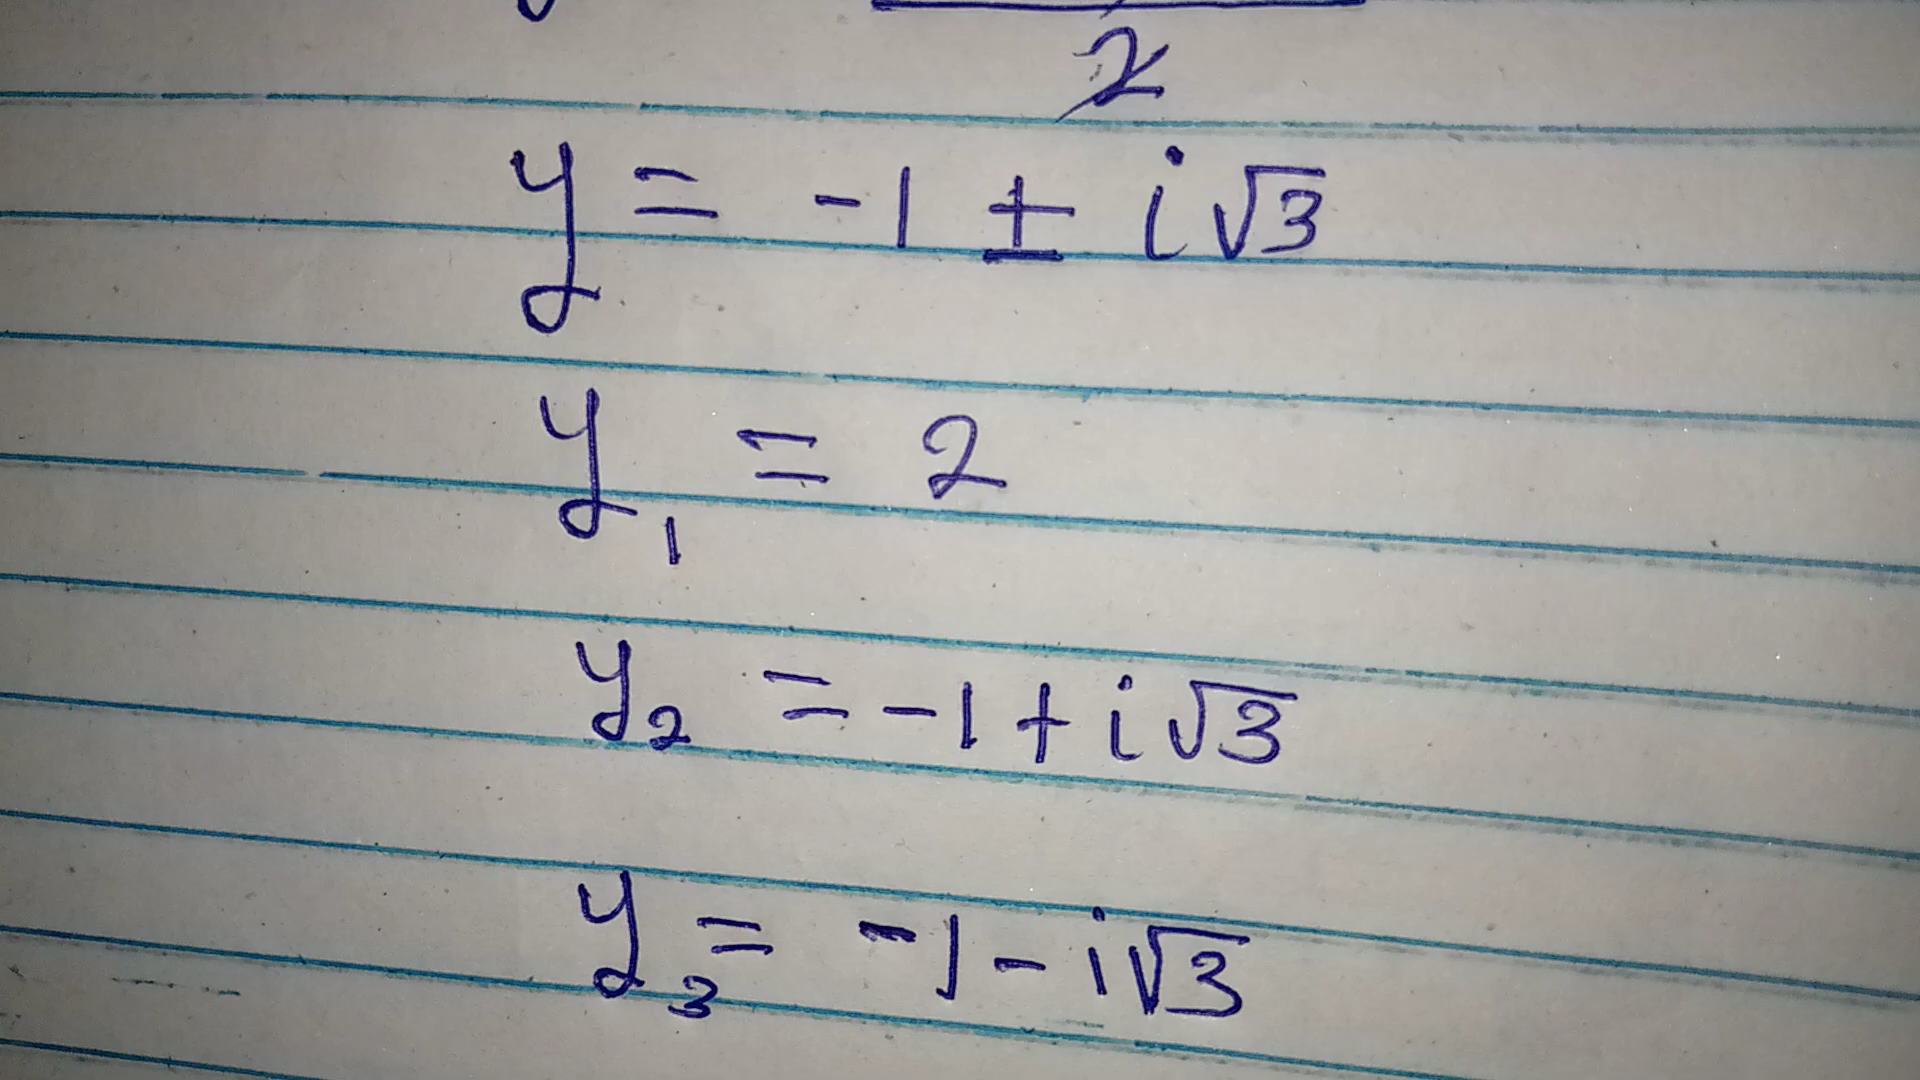 2
y = -1 ± i√3
y₁ = 2
y₂ = -1 + i√3
y₃ = -1 - i√3